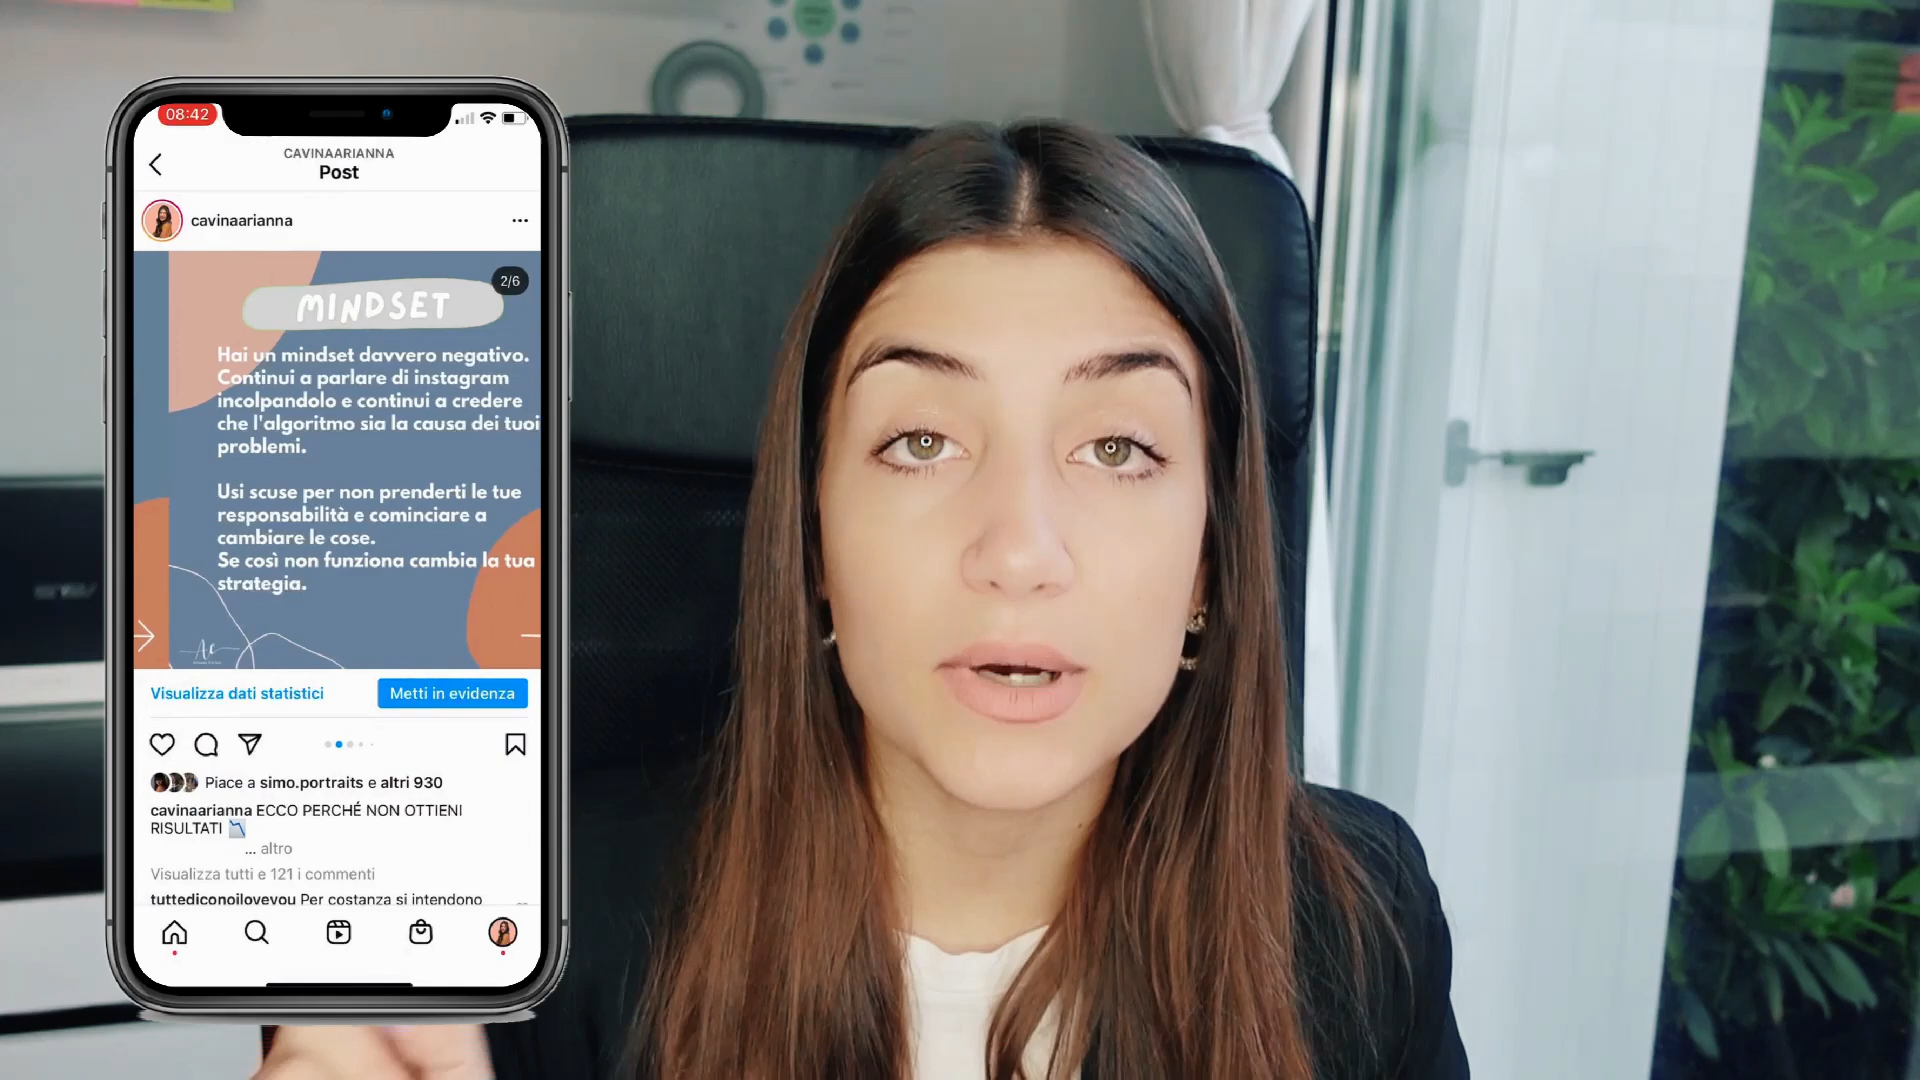 08:42
CAVINAARIANNA
Post
cavinaarianna
2/6
MINDSET
Hai un mindset davvero negativo.
Continui a parlare di instagram
incolpandolo e continui a credere
che l'algoritmo sia la causa dei tuoi
problemi.
Usi scuse per non prenderti le tue
responsabilità e cominciare a
cambiare le cose.
Se così non funziona cambia la tua
strategia.
Ac
Visualizza dati statistici
Metti in evidenza
Piace a simo.portraits e altri 930
cavinaarianna ECCO PERCHÉ NON OTTIENI
RISULTATI
... altro
Visualizza tutti e 121 i commenti
tuttediconoiloveyou Per costanza si intendono